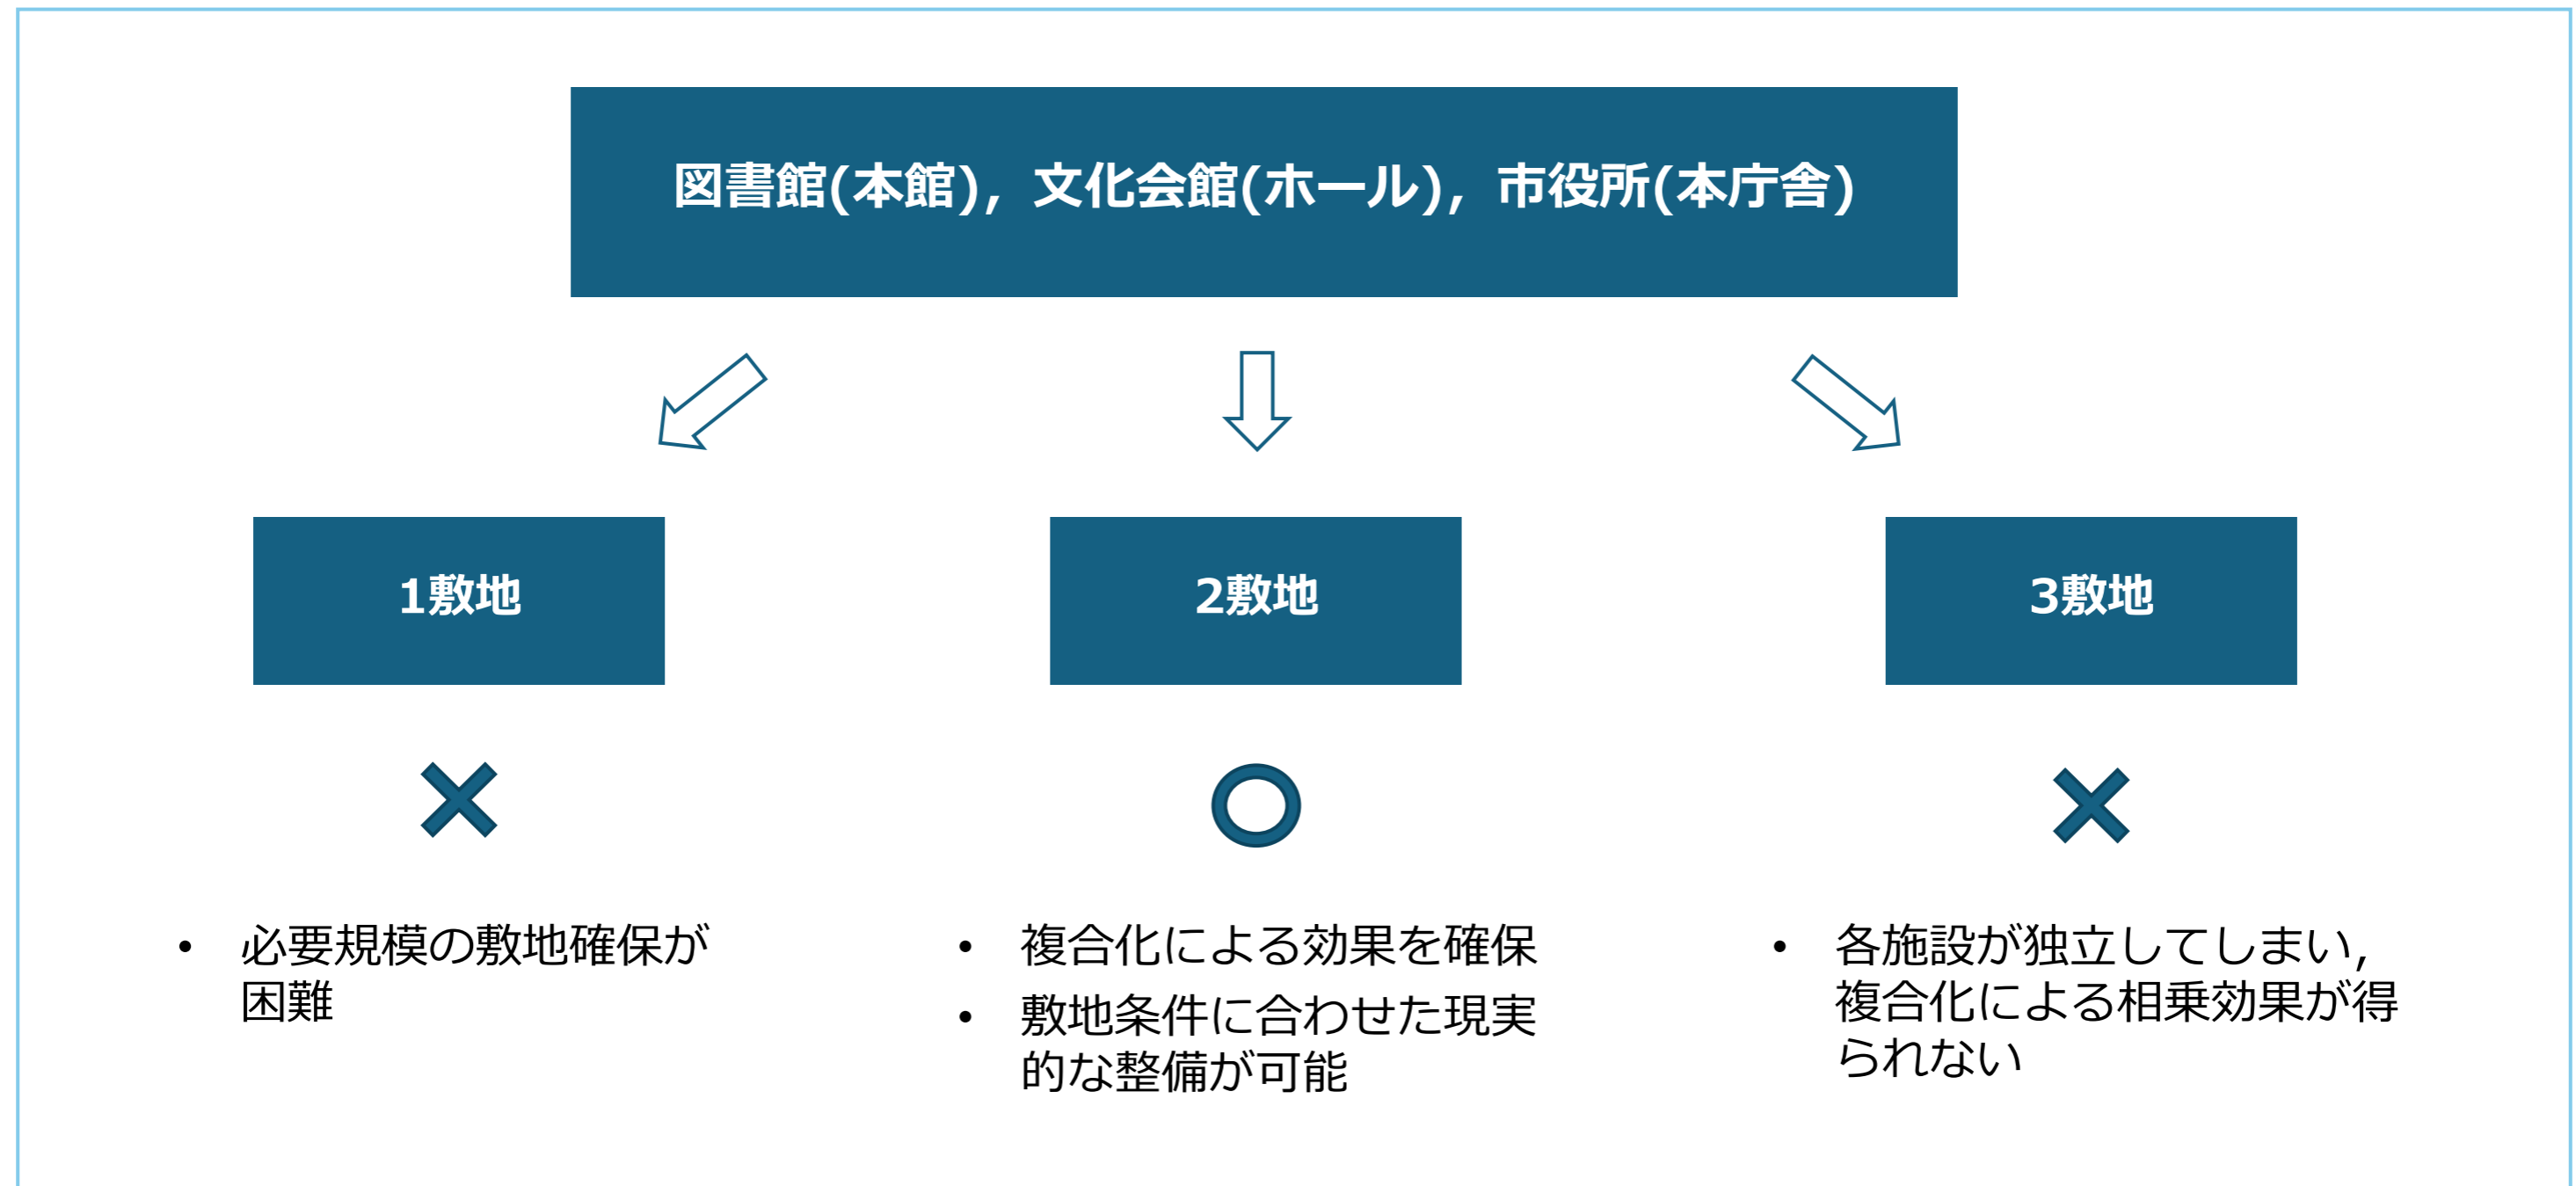 図書館(本館)，文化会館(ホール)，市役所(本庁舎)
1敷地
2敷地
3敷地
• 必要規模の敷地確保が
困難
• 複合化による効果を確保
• 敷地条件に合わせた現実
的な整備が可能
• 各施設が独立してしまい，
複合化による相乗効果が得
られない